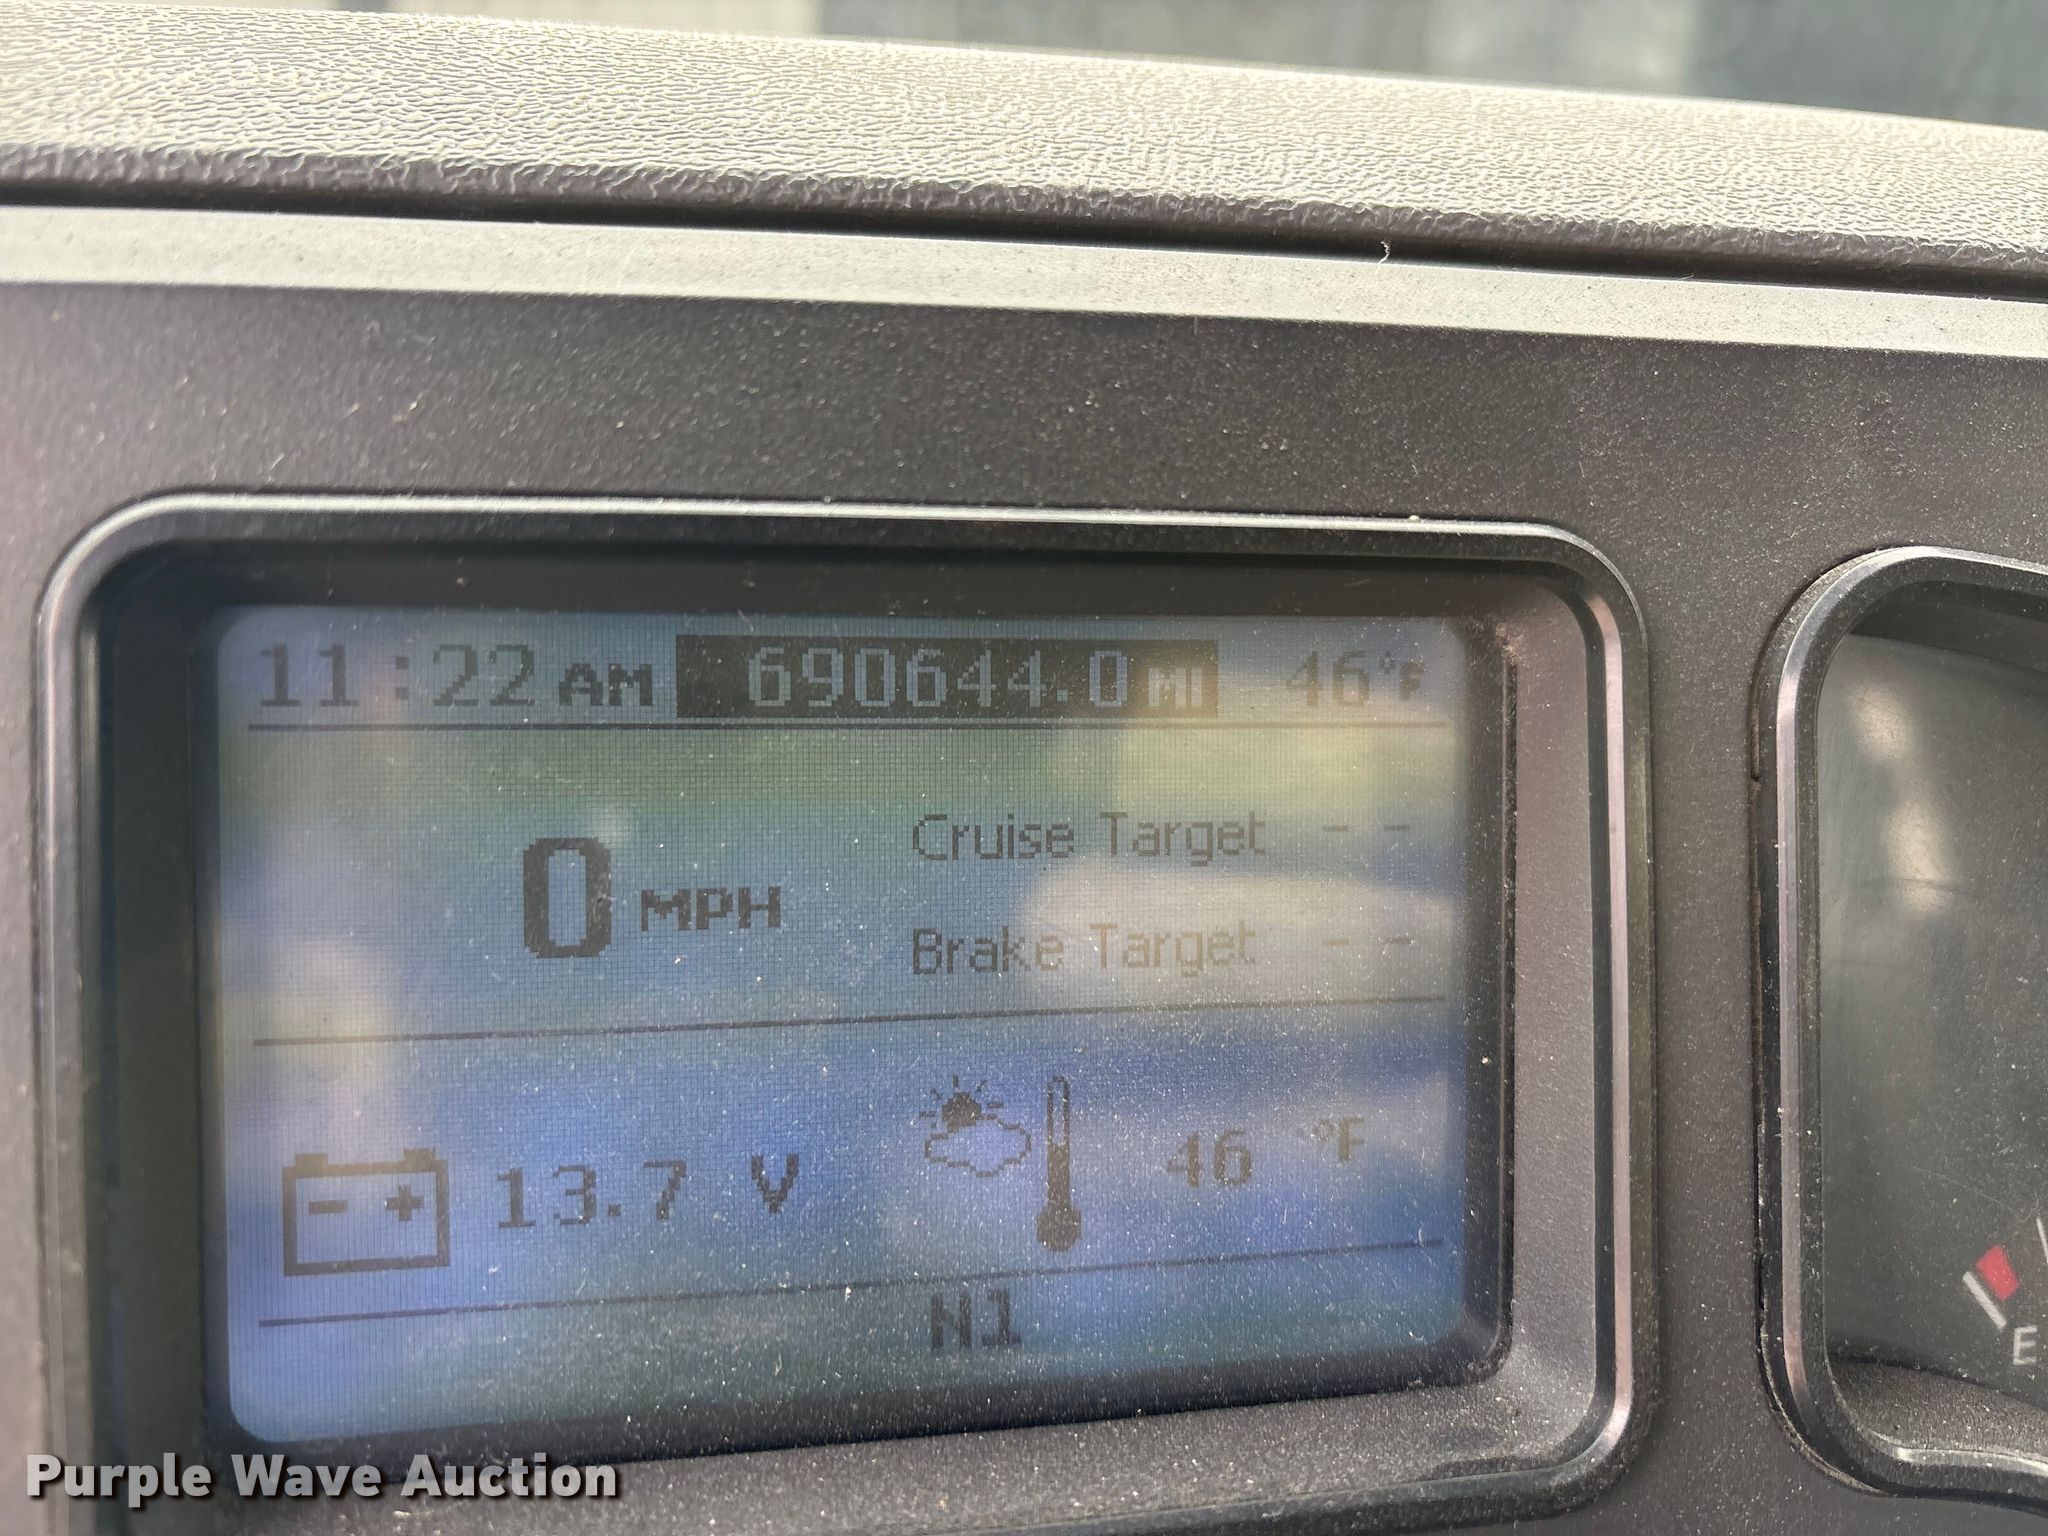 11:22 AM 690644.0 MI 46°F
0 MPH
Cruise Target - -
Brake Target - -
- + 13.7 V 46 °F
N1
E
Purple Wave Auction